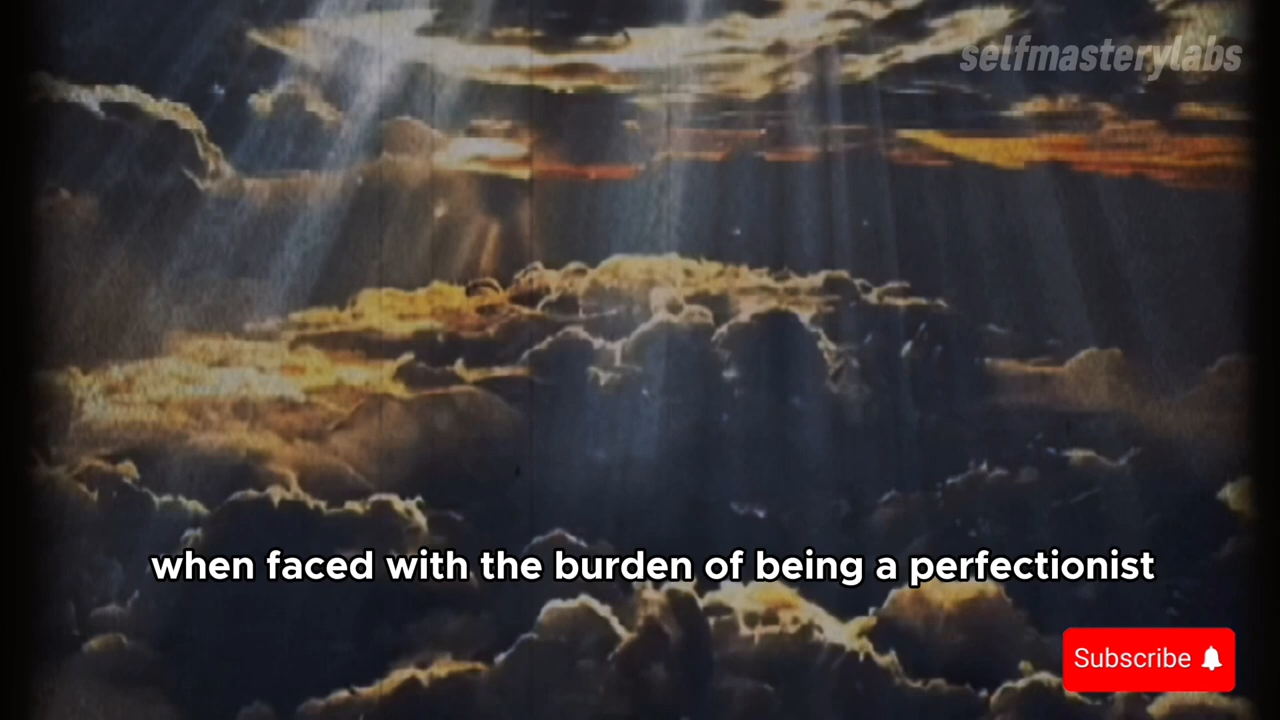 selfmasterylabs
when faced with the burden of being a perfectionist
Subscribe